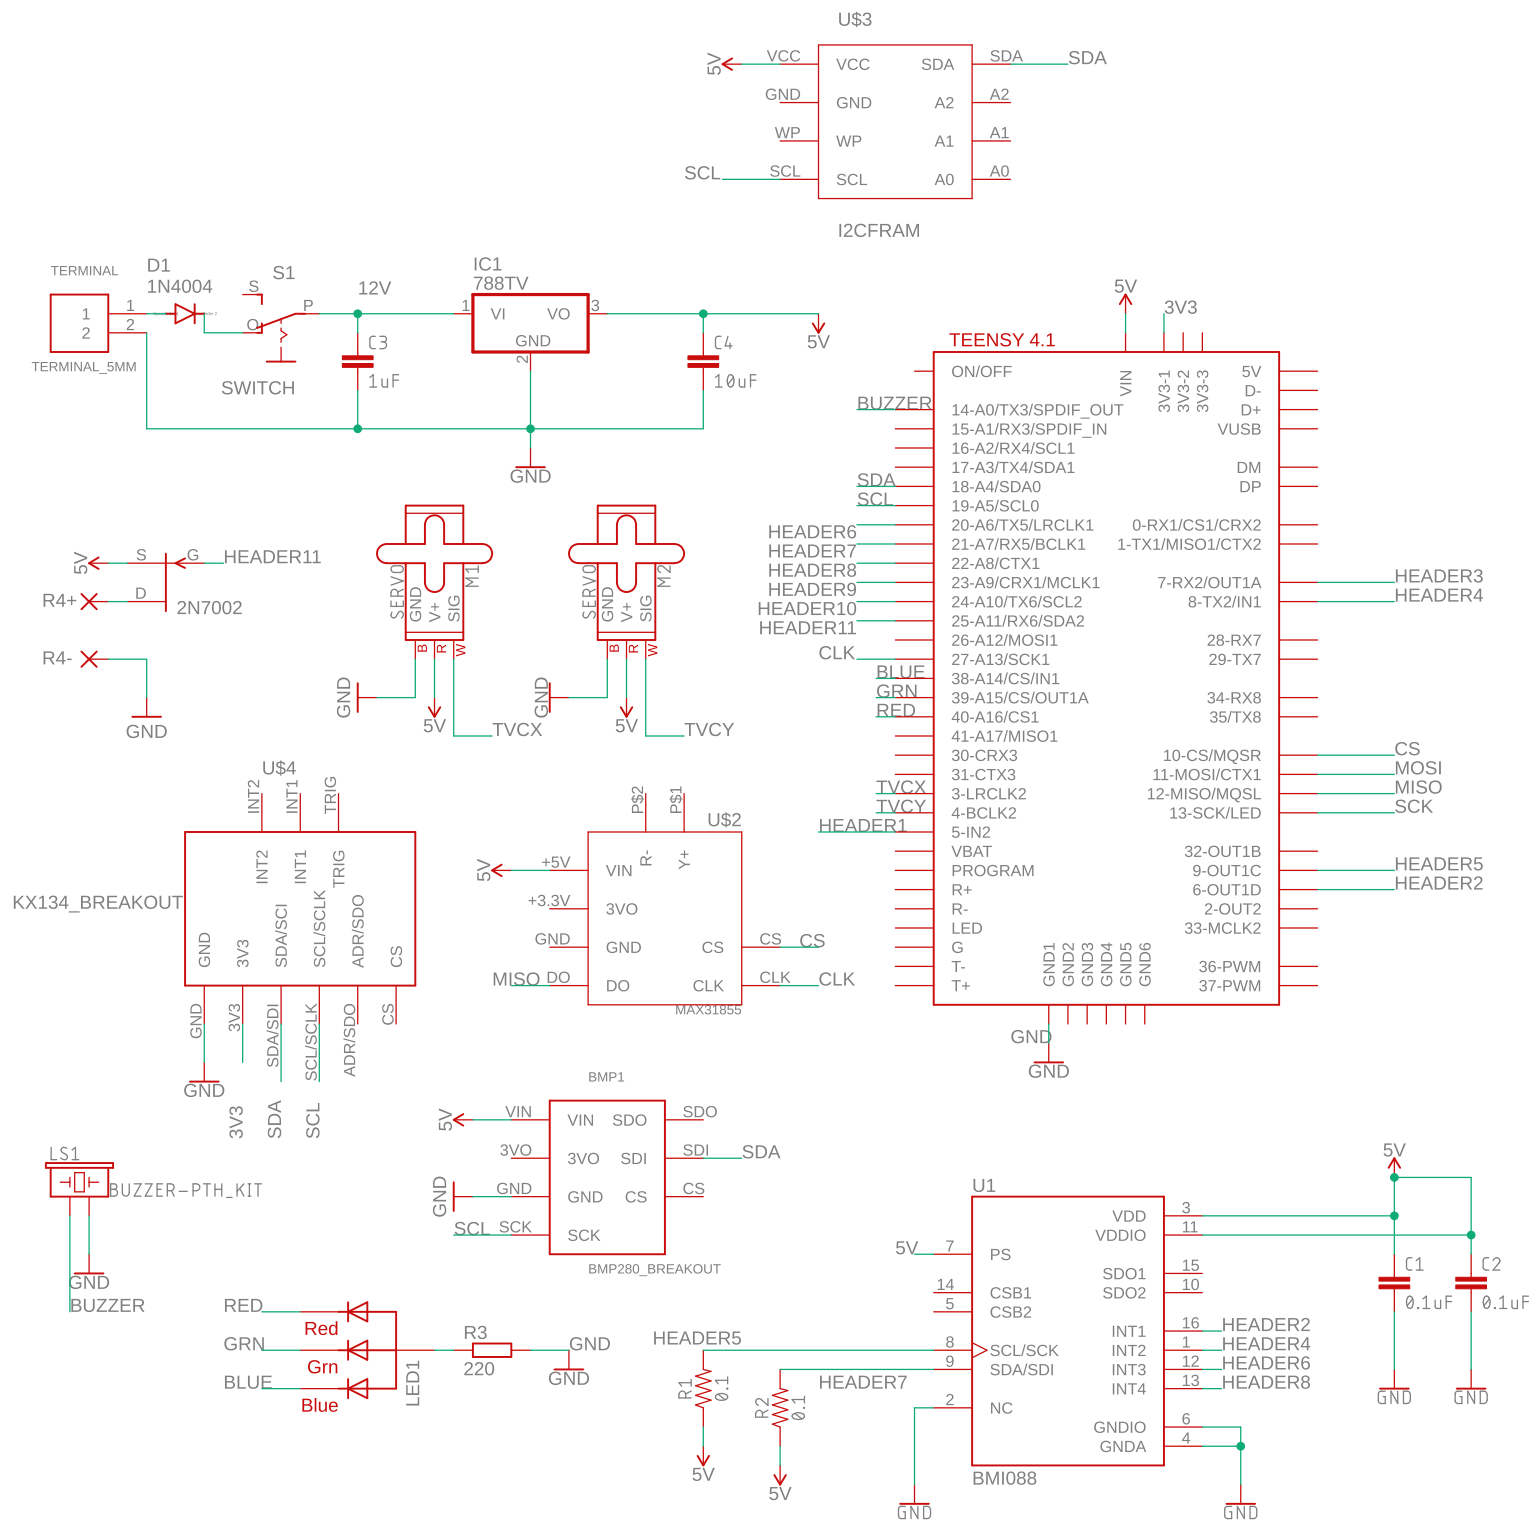 U$3
5V
VCC
VCC
SDA
SDA
SDA
GND
GND
A2
A2
WP
WP
A1
A1
SCL
SCL
SCL
A0
A0
I2CFRAM
TERMINAL
1
2
1
2
TERMINAL_5MM
D1
1N4004
S1
S
O
P
SWITCH
12V
C3
1uF
IC1
788TV
1
VI
VO
3
GND
2
C4
10uF
5V
GND
5V
S
G
HEADER11
R4+
D
2N7002
R4-
GND
SERVO
M1
GND
V+
SIG
B
R
W
GND
5V
TVCX
SERVO
M2
GND
V+
SIG
B
R
W
GND
5V
TVCY
TEENSY 4.1
5V
3V3
VIN
3V3-1
3V3-2
3V3-3
ON/OFF
BUZZER
14-A0/TX3/SPDIF_OUT
15-A1/RX3/SPDIF_IN
16-A2/RX4/SCL1
17-A3/TX4/SDA1
SDA
18-A4/SDA0
SCL
19-A5/SCL0
HEADER6
20-A6/TX5/LRCLK1
HEADER7
21-A7/RX5/BCLK1
HEADER8
22-A8/CTX1
HEADER9
23-A9/CRX1/MCLK1
HEADER10
24-A10/TX6/SCL2
HEADER11
25-A11/RX6/SDA2
26-A12/MOSI1
CLK
27-A13/SCK1
BLUE
38-A14/CS/IN1
GRN
39-A15/CS/OUT1A
RED
40-A16/CS1
41-A17/MISO1
30-CRX3
31-CTX3
TVCX
3-LRCLK2
TVCY
4-BCLK2
HEADER1
5-IN2
VBAT
PROGRAM
R+
R-
LED
G
T-
T+
5V
D-
D+
VUSB
DM
DP
0-RX1/CS1/CRX2
1-TX1/MISO1/CTX2
7-RX2/OUT1A
HEADER3
8-TX2/IN1
HEADER4
28-RX7
29-TX7
34-RX8
35/TX8
10-CS/MQSR
CS
11-MOSI/CTX1
MOSI
12-MISO/MQSL
MISO
13-SCK/LED
SCK
32-OUT1B
9-OUT1C
HEADER5
6-OUT1D
HEADER2
2-OUT2
33-MCLK2
36-PWM
37-PWM
GND1
GND2
GND3
GND4
GND5
GND6
GND
GND
U$4
INT2
INT1
TRIG
INT2
INT1
TRIG
KX134_BREAKOUT
GND
3V3
SDA/SCI
SCL/SCLK
ADR/SDO
CS
GND
3V3
SDA/SDI
SCL/SCLK
ADR/SDO
CS
GND
3V3
SDA
SCL
U$2
P$2
P$1
R-
Y+
5V
+5V
VIN
+3.3V
3VO
GND
GND
MISO
DO
DO
CS
CS
CS
CLK
CLK
CLK
MAX31855
BMP1
5V
VIN
VIN
SDO
SDO
3VO
3VO
SDI
SDI
SDA
GND
GND
GND
CS
CS
SCL
SCK
SCK
BMP280_BREAKOUT
LS1
BUZZER-PTH_KIT
GND
BUZZER
RED
Red
GRN
Grn
BLUE
Blue
LED1
R3
220
GND
GND
HEADER5
R1
0.1
5V
HEADER7
R2
0.1
5V
U1
5V
7
PS
14
CSB1
5
CSB2
8
SCL/SCK
9
SDA/SDI
2
NC
GND
VDD
3
VDDIO
11
SDO1
15
SDO2
10
INT1
16
HEADER2
INT2
1
HEADER4
INT3
12
HEADER6
INT4
13
HEADER8
GNDIO
6
GNDA
4
BMI088
GND
5V
C1
0.1uF
C2
0.1uF
GND
GND